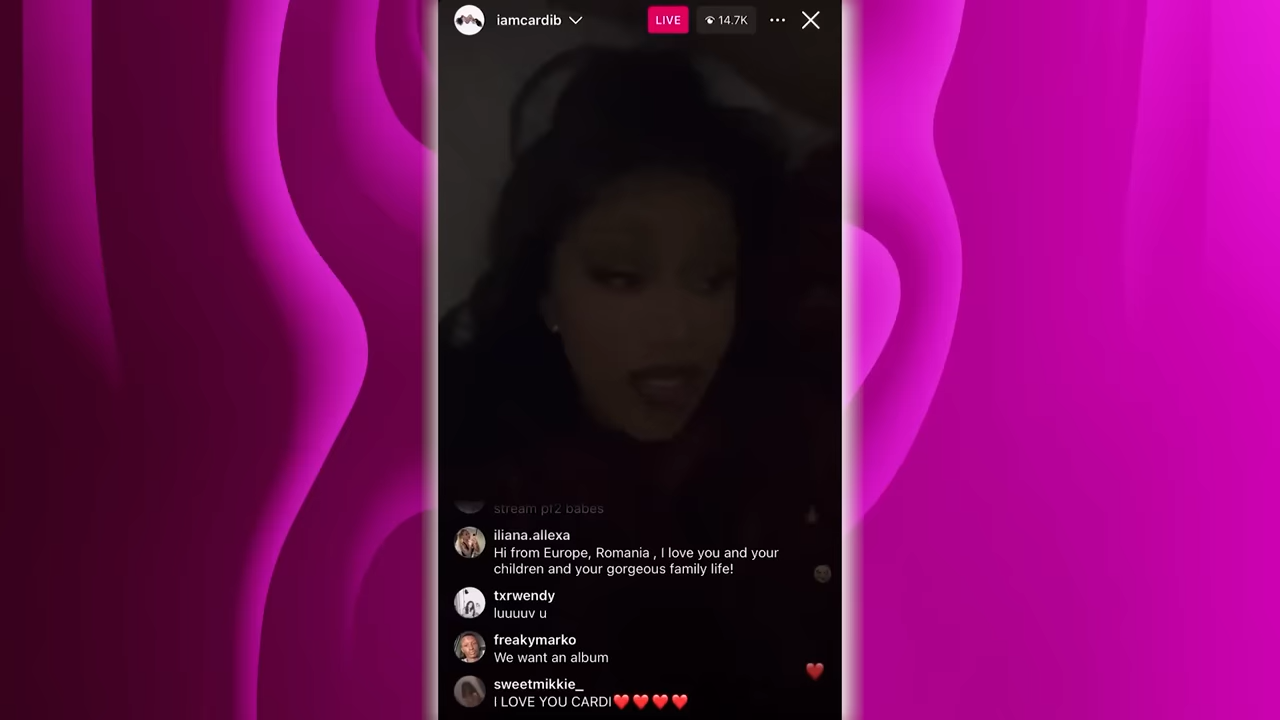 iamcardib
LIVE
14.7K
stream pf2 babes
iliana.allexa
Hi from Europe, Romania , I love you and your
children and your gorgeous family life!
txrwendy
luuuuv u
freakymarko
We want an album
sweetmikkie_
I LOVE YOU CARDI❤️❤️❤️❤️